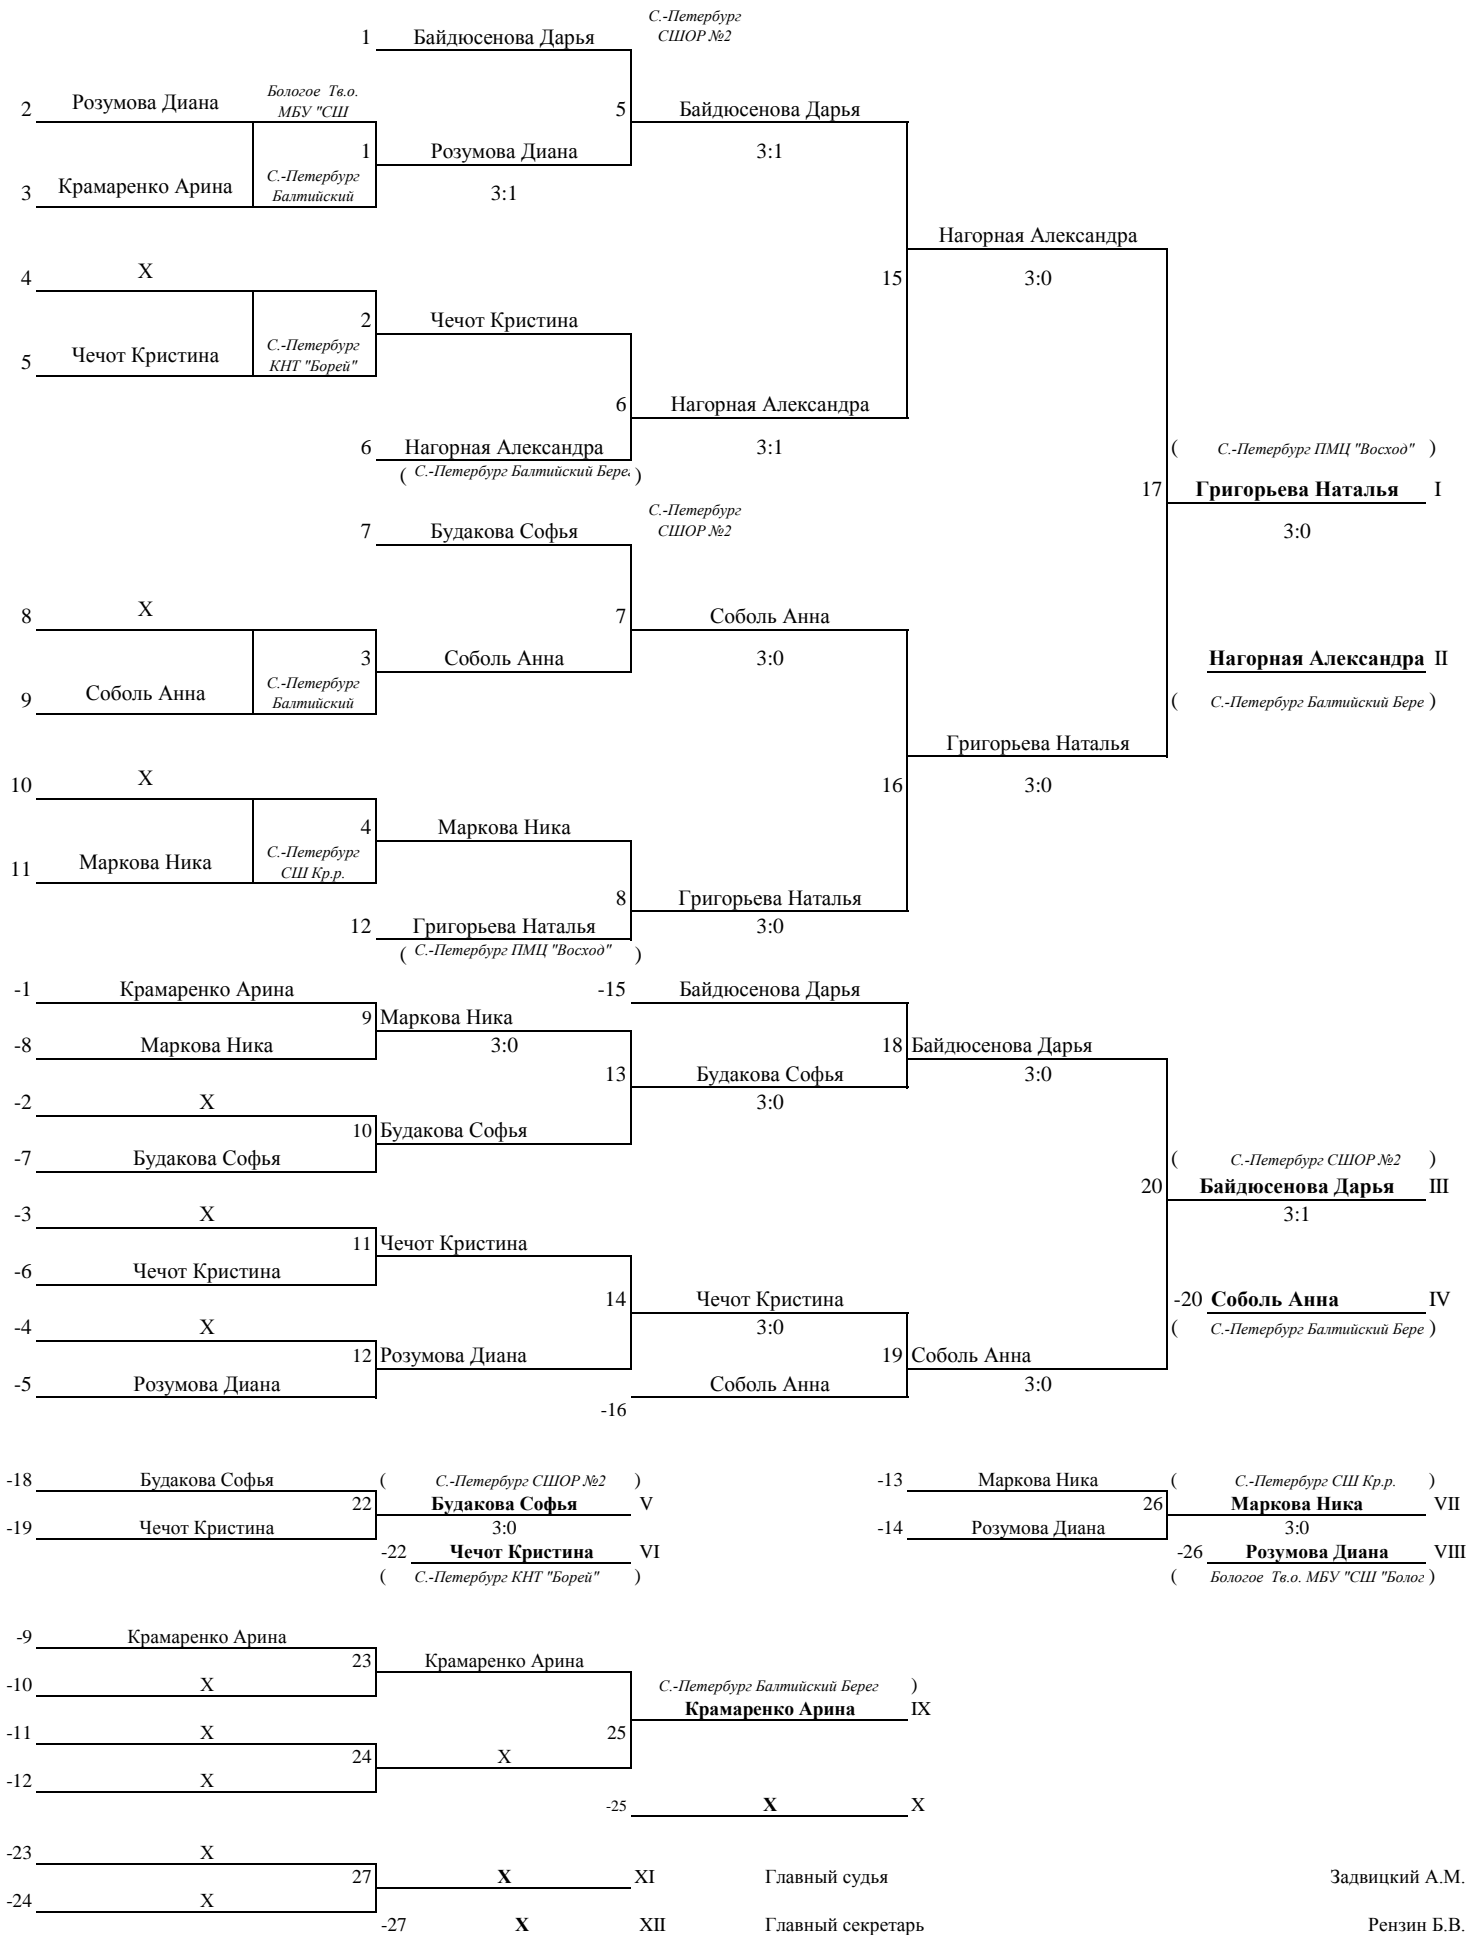 С.-Петербург
1 Байдюсенова Дарья СШОР №2
2 Розумова Диана Бологое Тв.о.
МБУ "СШ
5 Байдюсенова Дарья
1 Розумова Диана 3:1
3 Крамаренко Арина С.-Петербург
Балтийский 3:1
Нагорная Александра
4 X 15 3:0
2 Чечот Кристина
5 Чечот Кристина С.-Петербург
КНТ "Борей"
6 Нагорная Александра
6 Нагорная Александра 3:1 ( С.-Петербург ПМЦ "Восход" )
( С.-Петербург Балтийский Берег )
17 Григорьева Наталья I
С.-Петербург
7 Будакова Софья СШОР №2 3:0
8 X 7 Соболь Анна
3 Соболь Анна 3:0 Нагорная Александра II
9 Соболь Анна С.-Петербург
Балтийский ( С.-Петербург Балтийский Бере )
Григорьева Наталья
10 X 16 3:0
4 Маркова Ника
11 Маркова Ника С.-Петербург
СШ Кр.р.
8 Григорьева Наталья
12 Григорьева Наталья 3:0
( С.-Петербург ПМЦ "Восход" )
-1 Крамаренко Арина -15 Байдюсенова Дарья
9 Маркова Ника
-8 Маркова Ника 3:0 18 Байдюсенова Дарья
13 Будакова Софья 3:0
-2 X 3:0
10 Будакова Софья
-7 Будакова Софья ( С.-Петербург СШОР №2 )
20 Байдюсенова Дарья III
-3 X 3:1
11 Чечот Кристина
-6 Чечот Кристина
14 Чечот Кристина -20 Соболь Анна IV
-4 X 3:0 ( С.-Петербург Балтийский Бере )
12 Розумова Диана 19 Соболь Анна
-5 Розумова Диана Соболь Анна 3:0
-16
-18 Будакова Софья ( С.-Петербург СШОР №2 ) -13 Маркова Ника ( С.-Петербург СШ Кр.р. )
22 Будакова Софья V 26 Маркова Ника VII
-19 Чечот Кристина 3:0 -14 Розумова Диана 3:0
-22 Чечот Кристина VI -26 Розумова Диана VIII
( С.-Петербург КНТ "Борей" ) ( Бологое Тв.о. МБУ "СШ "Болог )
-9 Крамаренко Арина
23 Крамаренко Арина
-10 X С.-Петербург Балтийский Берег )
Крамаренко Арина IX
-11 X 25
24 X
-12 X
-25 X X
-23 X
27 X XI Главный судья Задвицкий А.М.
-24 X
-27 X XII Главный секретарь Рензин Б.В.